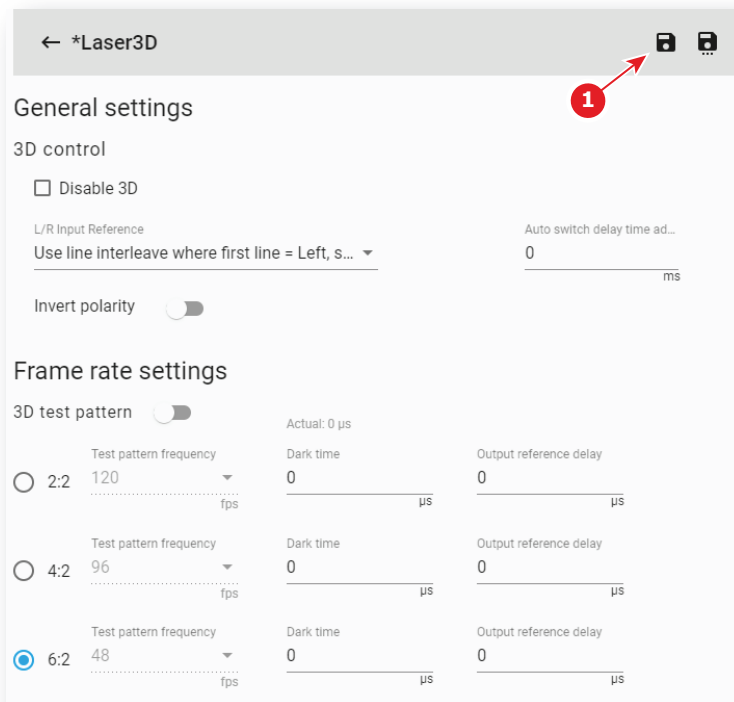 ← *Laser3D
1
General settings
3D control
Disable 3D
L/R Input Reference
Auto switch delay time ad...
Use line interleave where first line = Left, s...
0
ms
Invert polarity
Frame rate settings
3D test pattern
Actual: 0 µs
Test pattern frequency
Dark time
Output reference delay
2:2
120
0
0
fps
µs
µs
Test pattern frequency
Dark time
Output reference delay
4:2
96
0
0
fps
µs
µs
Test pattern frequency
Dark time
Output reference delay
6:2
48
0
0
fps
µs
µs